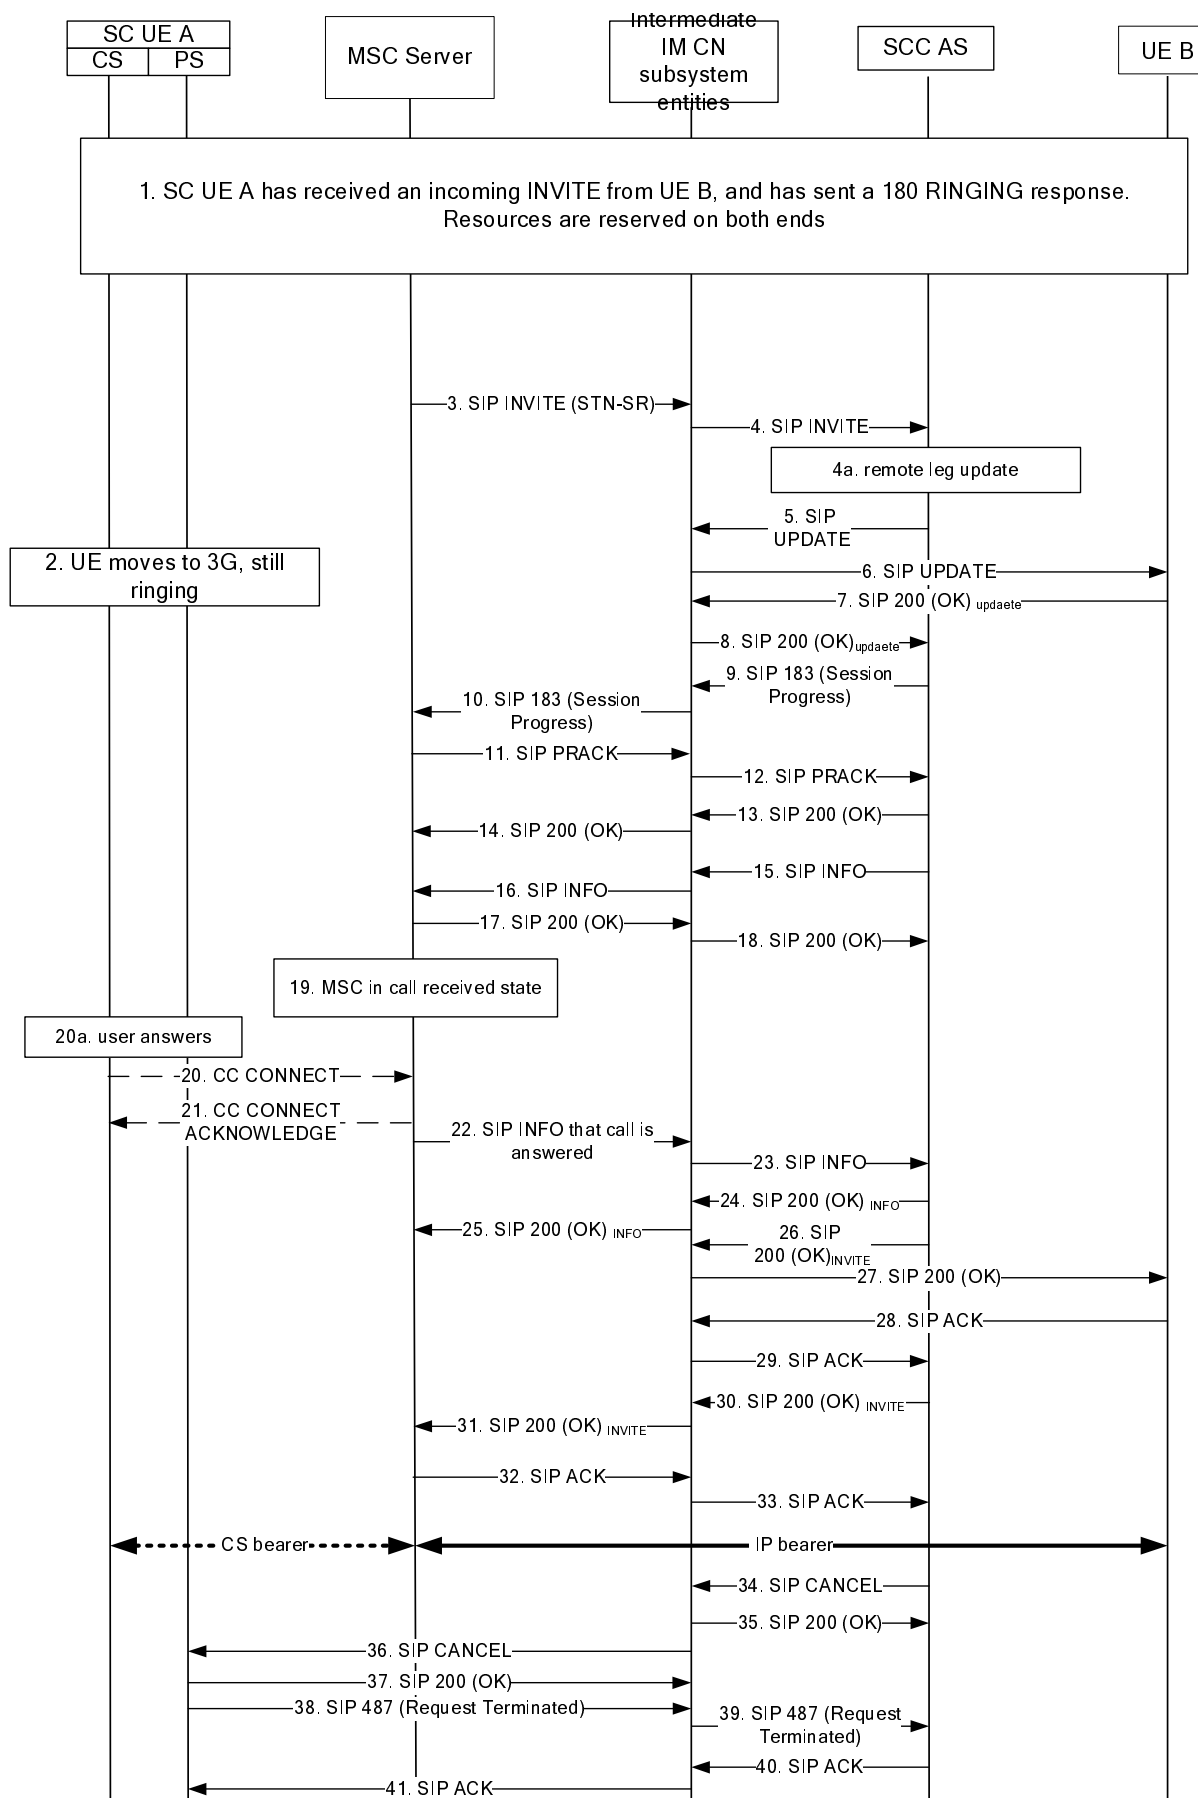 SC UE A
CS
PS
MSC Server
Intermediate
IM CN
subsystem
entities
SCC AS
UE B
1. SC UE A has received an incoming INVITE from UE B, and has sent a 180 RINGING response.
Resources are reserved on both ends
3. SIP INVITE (STN-SR)
4. SIP INVITE
4a. remote leg update
5. SIP
UPDATE
2. UE moves to 3G, still
ringing
6. SIP UPDATE
7. SIP 200 (OK) updaete
8. SIP 200 (OK)updaete
9. SIP 183 (Session
Progress)
10. SIP 183 (Session
Progress)
11. SIP PRACK
12. SIP PRACK
13. SIP 200 (OK)
14. SIP 200 (OK)
15. SIP INFO
16. SIP INFO
17. SIP 200 (OK)
18. SIP 200 (OK)
19. MSC in call received state
20a. user answers
20. CC CONNECT
21. CC CONNECT
ACKNOWLEDGE
22. SIP INFO that call is
answered
23. SIP INFO
24. SIP 200 (OK) INFO
25. SIP 200 (OK) INFO
26. SIP
200 (OK)INVITE
27. SIP 200 (OK)
28. SIP ACK
29. SIP ACK
30. SIP 200 (OK) INVITE
31. SIP 200 (OK) INVITE
32. SIP ACK
33. SIP ACK
CS bearer
IP bearer
34. SIP CANCEL
35. SIP 200 (OK)
36. SIP CANCEL
37. SIP 200 (OK)
38. SIP 487 (Request Terminated)
39. SIP 487 (Request
Terminated)
40. SIP ACK
41. SIP ACK